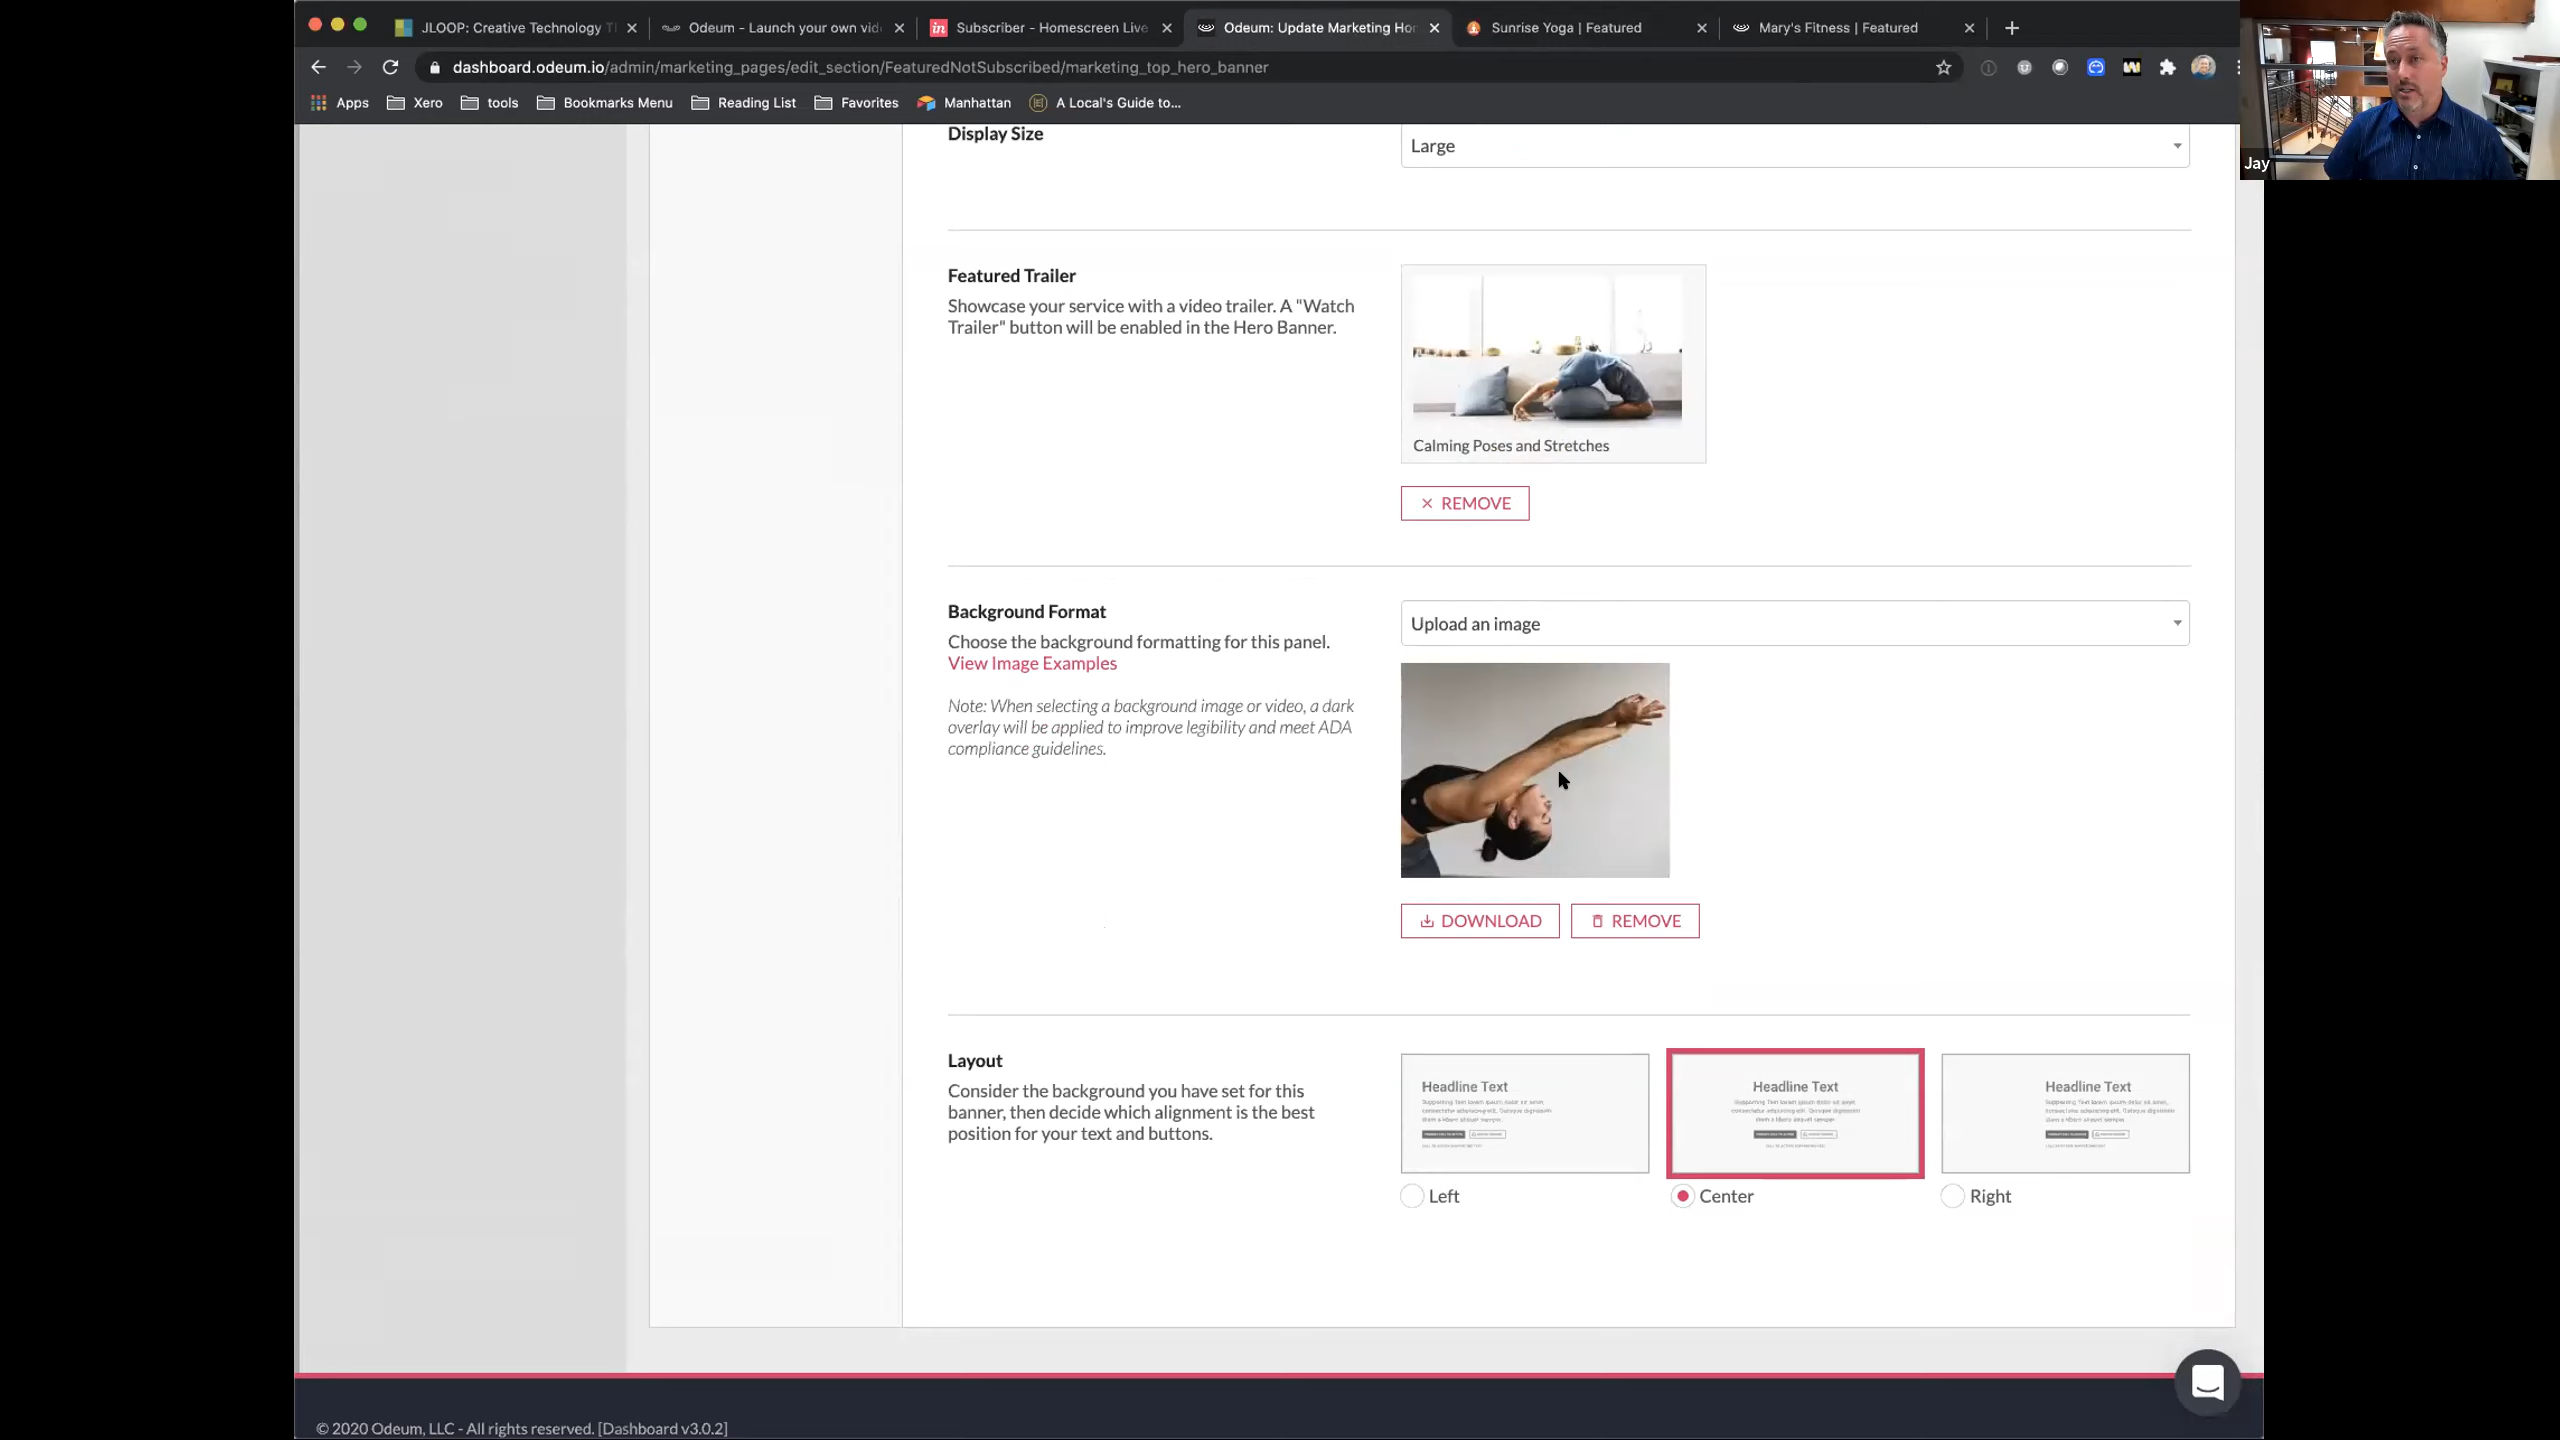 JLOOP: Creative Technology T
Odeum - Launch your own vid
Subscriber - Homescreen Live
Odeum: Update Marketing Hor
Sunrise Yoga | Featured
Mary's Fitness | Featured
dashboard.odeum.io/admin/marketing_pages/edit_section/FeaturedNotSubscribed/marketing_top_hero_banner
Apps
Xero
tools
Bookmarks Menu
Reading List
Favorites
Manhattan
A Local's Guide to...
Jay
Display Size
Large
Featured Trailer
Showcase your service with a video trailer. A "Watch
Trailer" button will be enabled in the Hero Banner.
Calming Poses and Stretches
REMOVE
Background Format
Choose the background formatting for this panel.
View Image Examples
Note: When selecting a background image or video, a dark
overlay will be applied to improve legibility and meet ADA
compliance guidelines.
Upload an image
DOWNLOAD
REMOVE
Layout
Consider the background you have set for this
banner, then decide which alignment is the best
position for your text and buttons.
Headline Text
Headline Text
Headline Text
Left
Center
Right
© 2020 Odeum, LLC - All rights reserved. [Dashboard v3.0.2]